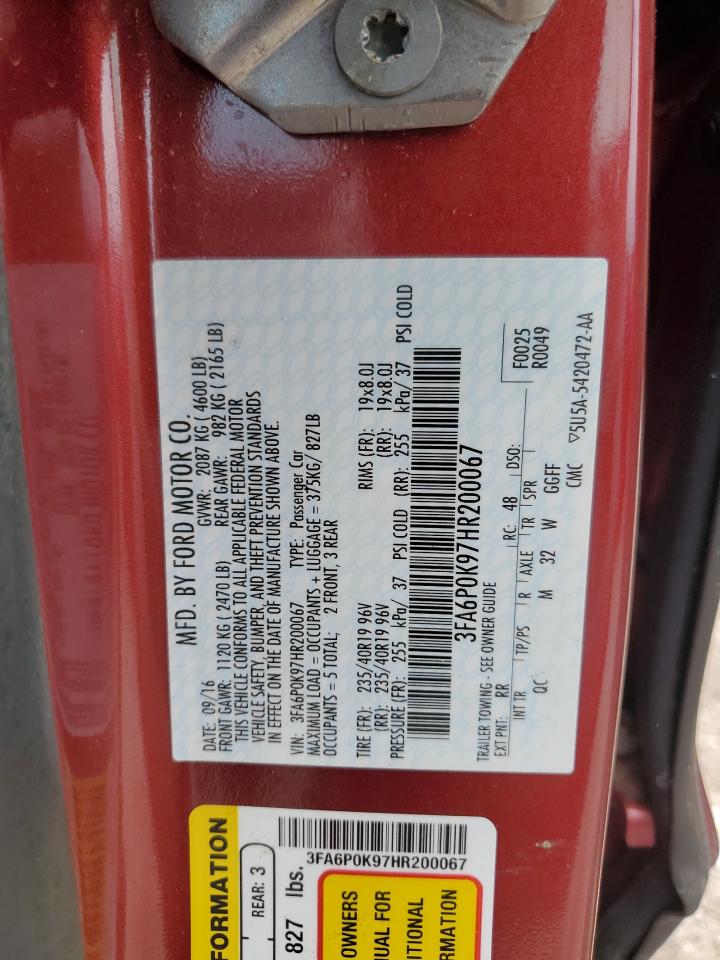 MFD. BY FORD MOTOR CO.
DATE: 09/16 GVWR: 2087 KG ( 4600 LB)
FRONT GAWR: 1120 KG ( 2470 LB) REAR GAWR: 982 KG ( 2165 LB)
THIS VEHICLE CONFORMS TO ALL APPLICABLE FEDERAL MOTOR
VEHICLE SAFETY, BUMPER, AND THEFT PREVENTION STANDARDS
IN EFFECT ON THE DATE OF MANUFACTURE SHOWN ABOVE.
VIN: 3FA6P0K97HR200067 TYPE: Passenger Car
MAXIMUM LOAD = OCCUPANTS + LUGGAGE = 375KG/ 827LB
OCCUPANTS = 5 TOTAL; 2 FRONT, 3 REAR
TIRE (FR): 235/40R19 96V RIMS (FR): 19x8.0J
(RR): 235/40R19 96V (RR): 19x8.0J
PRESSURE (FR): 255 kPa/ 37 PSI COLD (RR): 255 kPa/ 37 PSI COLD
3FA6P0K97HR200067
TRAILER TOWING - SEE OWNER GUIDE
EXT PNT: RR RC: 48 DSO: F0025
R0049
INT TR TP/PS R AXLE TR SPR
QC M 32 W GGFF
CMC ▽5U5A-5420472-AA
FORMATION
REAR: 3
827 lbs.
3FA6P0K97HR200067
OWNERS
UAL FOR
ITIONAL
RMATION